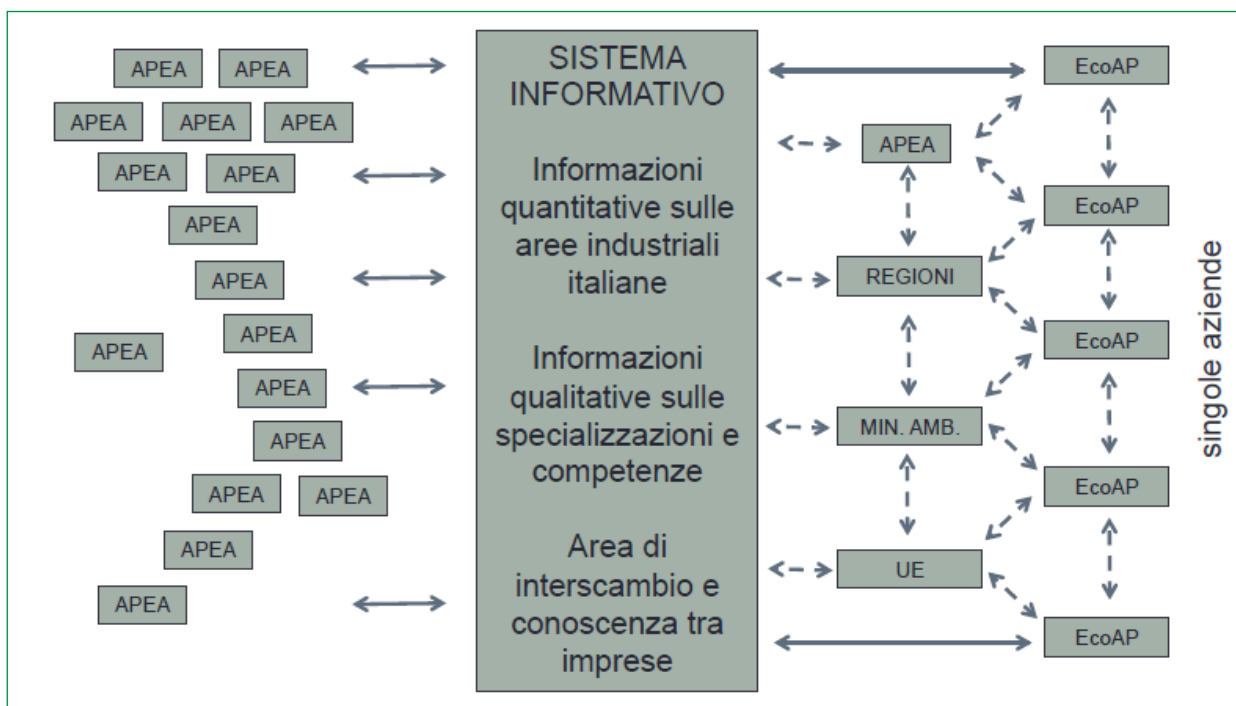 APEA APEA
APEA APEA APEA
APEA APEA
APEA
APEA
APEA
APEA
APEA
APEA
APEA APEA
APEA
APEA
SISTEMA
INFORMATIVO
Informazioni
quantitative sulle
aree industriali
italiane
Informazioni
qualitative sulle
specializzazioni e
competenze
Area di
interscambio e
conoscenza tra
imprese
APEA
REGIONI
MIN. AMB.
UE
EcoAP
EcoAP
EcoAP
EcoAP
EcoAP
singole aziende